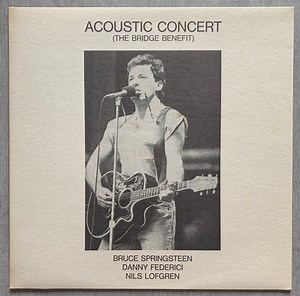 ACOUSTIC CONCERT
(THE BRIDGE BENEFIT)
BRUCE SPRINGSTEEN
DANNY FEDERICI
NILS LOFGREN